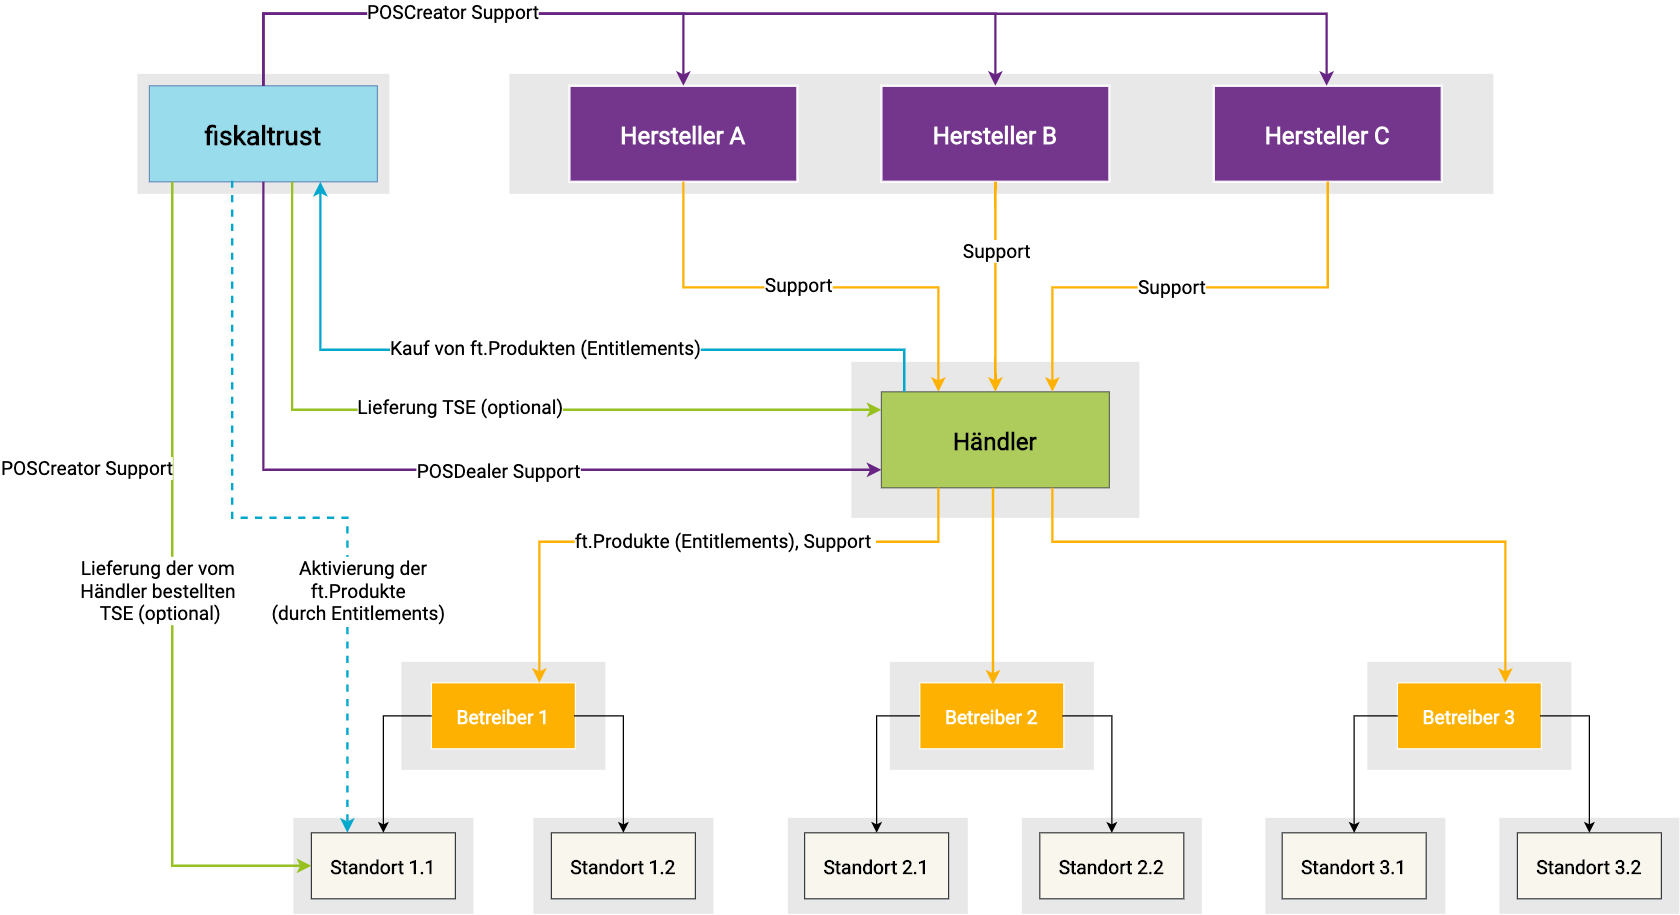 POSCreator Support
fiskaltrust
Hersteller A
Hersteller B
Hersteller C
Support
Support
Support
Kauf von ft.Produkten (Entitlements)
Lieferung TSE (optional)
Händler
POSCreator Support
POSDealer Support
ft.Produkte (Entitlements), Support
Lieferung der vom
Händler bestellten
TSE (optional)
Aktivierung der
ft.Produkte
(durch Entitlements)
Betreiber 1
Betreiber 2
Betreiber 3
Standort 1.1
Standort 1.2
Standort 2.1
Standort 2.2
Standort 3.1
Standort 3.2